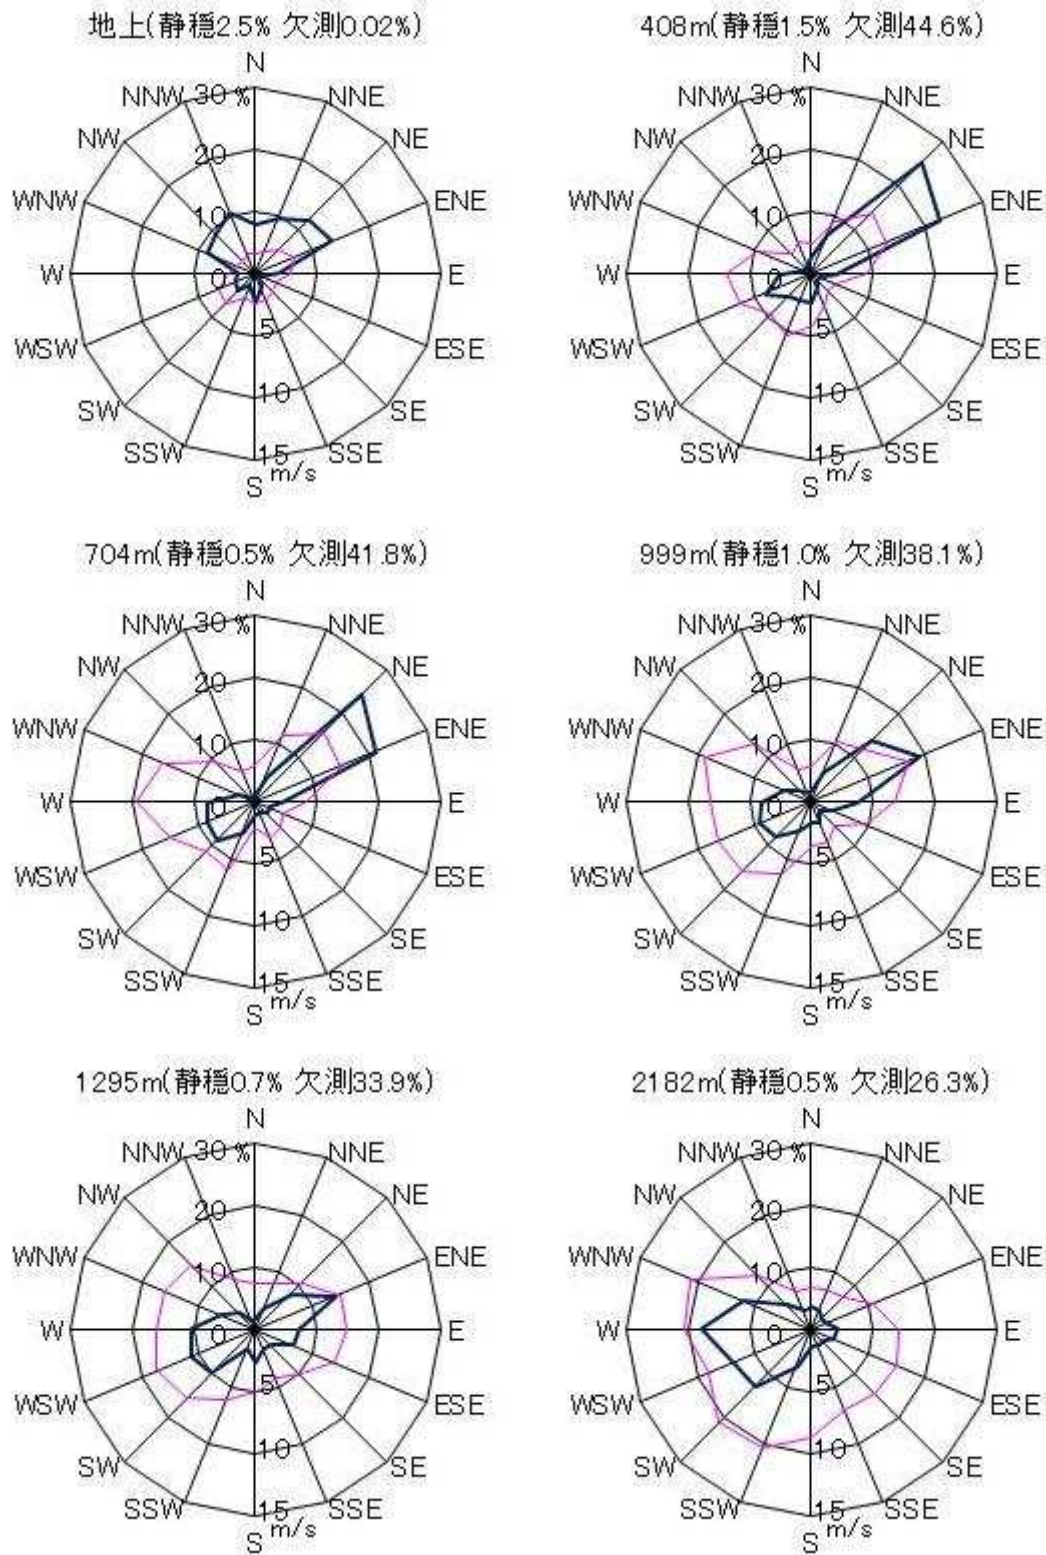 地上(静穏2.5% 欠測0.02%)
N
NNW 30 % NNE
NW 20 NE
WNW 10 ENE
W 0 E
WSW 5 ESE
SW 10 SE
SSW 15 SSE
S m/s
408m(静穏1.5% 欠測44.6%)
N
NNW 30 % NNE
NW 20 NE
WNW 10 ENE
W 0 E
WSW 5 ESE
SW 10 SE
SSW 15 SSE
S m/s
704m(静穏0.5% 欠測41.8%)
N
NNW 30 % NNE
NW 20 NE
WNW 10 ENE
W 0 E
WSW 5 ESE
SW 10 SE
SSW 15 SSE
S m/s
999m(静穏1.0% 欠測38.1%)
N
NNW 30 % NNE
NW 20 NE
WNW 10 ENE
W 0 E
WSW 5 ESE
SW 10 SE
SSW 15 SSE
S m/s
1295m(静穏0.7% 欠測33.9%)
N
NNW 30 % NNE
NW 20 NE
WNW 10 ENE
W 0 E
WSW 5 ESE
SW 10 SE
SSW 15 SSE
S m/s
2182m(静穏0.5% 欠測26.3%)
N
NNW 30 % NNE
NW 20 NE
WNW 10 ENE
W 0 E
WSW 5 ESE
SW 10 SE
SSW 15 SSE
S m/s